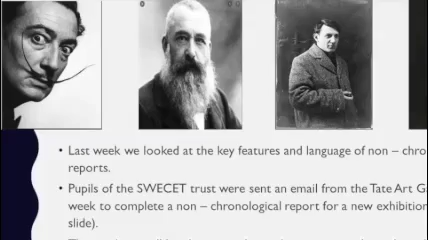 • Last week we looked at the key features and language of non – chro
reports.
• Pupils of the SWECET trust were sent an email from the Tate Art G
week to complete a non – chronological report for a new exhibition
slide).